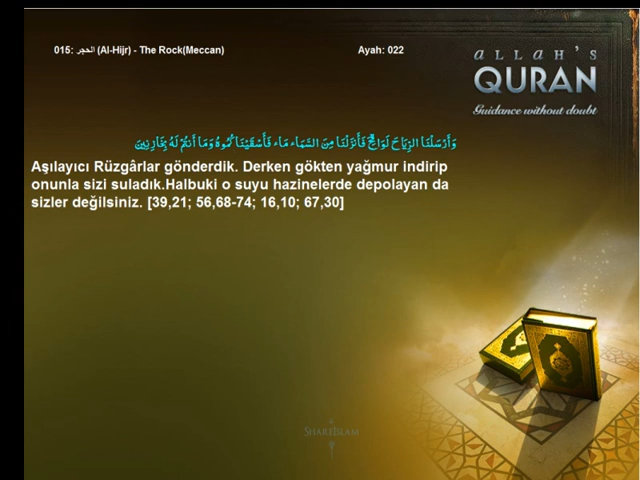 015: الحجر (Al-Hijr) - The Rock(Meccan) Ayah: 022
ALLAH'S
QURAN
Guidance without doubt
وَأَرْسَلْنَا الرِّيَاحَ لَوَاقِحَ فَأَنْزَلْنَا مِنَ السَّمَاءِ مَاءً فَأَسْقَيْنَاكُمُوهُ وَمَا أَنْتُمْ لَهُ بِخَازِنِينَ
Aşılayıcı Rüzgârlar gönderdik. Derken gökten yağmur indirip
onunla sizi suladık.Halbuki o suyu hazinelerde depolayan da
sizler değilsiniz. [39,21; 56,68-74; 16,10; 67,30]
SHAREISLAM